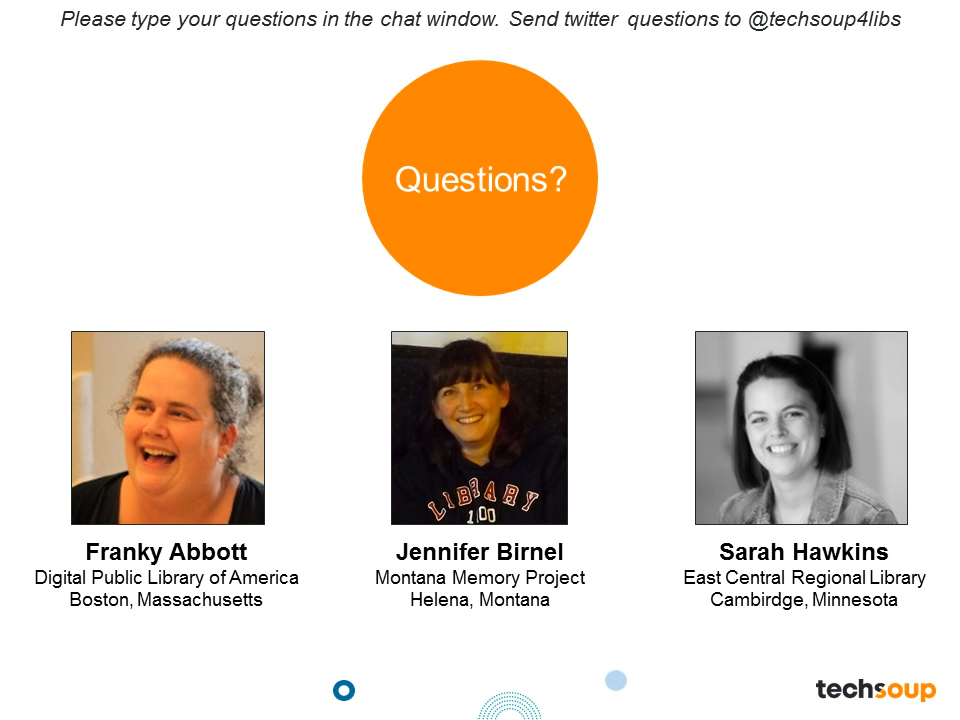 Please type your questions in the chat window. Send twitter questions to @techsoup4libs
Questions?
LIBRARY
Franky Abbott
Digital Public Library of America
Boston, Massachusetts
Jennifer Birnel
Montana Memory Project
Helena, Montana
Sarah Hawkins
East Central Regional Library
Cambirdge, Minnesota
techsoup